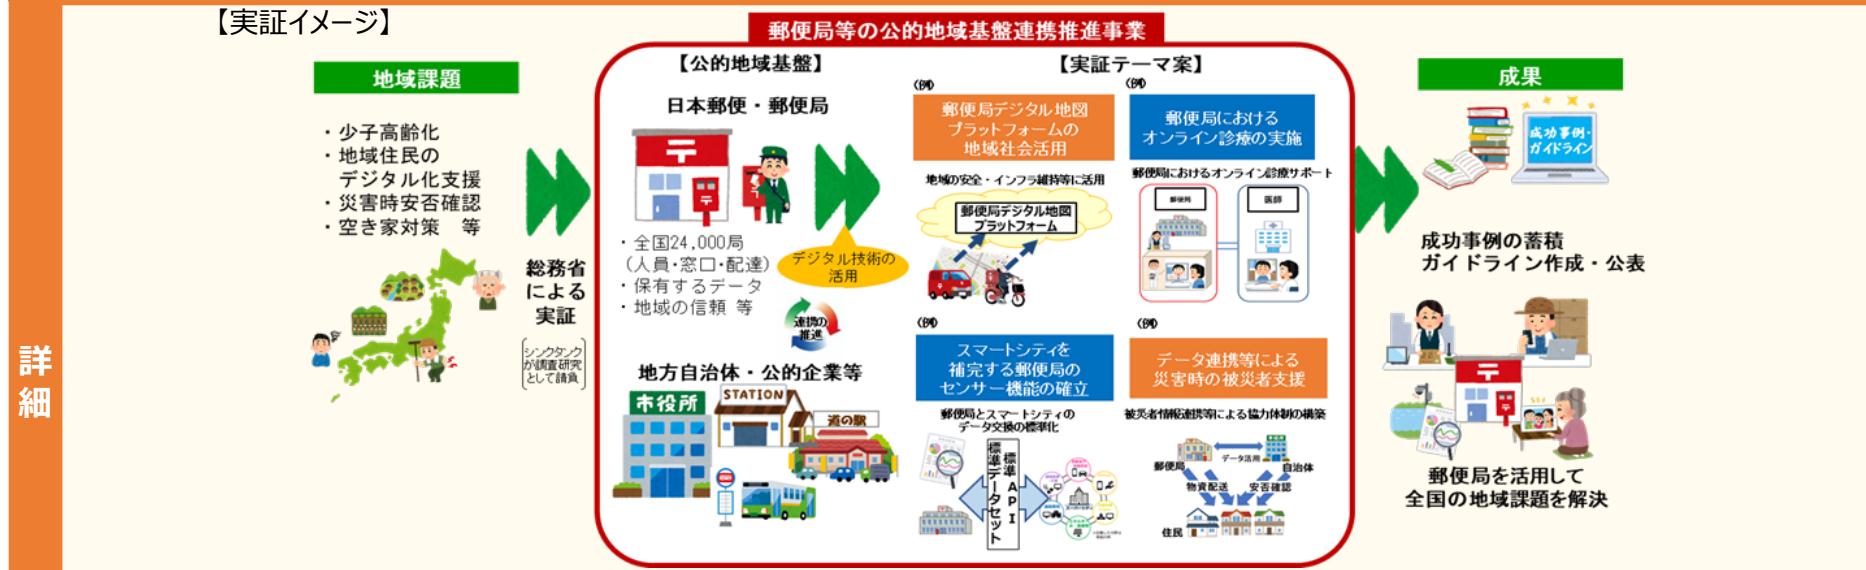 【実証イメージ】
詳細
地域課題
・少子高齢化
・地域住民の
デジタル化支援
・災害時安否確認
・空き家対策 等
総務省
による
実証
シンクタンク
が調査研究
として請負
郵便局等の公的地域基盤連携推進事業
【公的地域基盤】
日本郵便・郵便局
・全国24,000局
(人員・窓口・配達)
・保有するデータ
・地域の信頼 等
デジタル技術の
活用
連携の
推進
地方自治体・公的企業等
市役所
STATION
道の駅
【実証テーマ案】
(例)
郵便局デジタル地図
プラットフォームの
地域社会活用
地域の安全・インフラ維持等に活用
郵便局デジタル地図
プラットフォーム
(例)
郵便局における
オンライン診療の実施
郵便局におけるオンライン診療サポート
郵便局
医師
(例)
スマートシティを
補完する郵便局の
センサー機能の確立
郵便局とスマートシティの
データ交換の標準化
標準API
標準データセット
(例)
データ連携等による
災害時の被災者支援
被災者情報連携等による協力体制の構築
郵便局
データ活用
自治体
物資配送
安否確認
住民
成果
成功事例・
ガイドライン
成功事例の蓄積
ガイドライン作成・公表
郵便局を活用して
全国の地域課題を解決